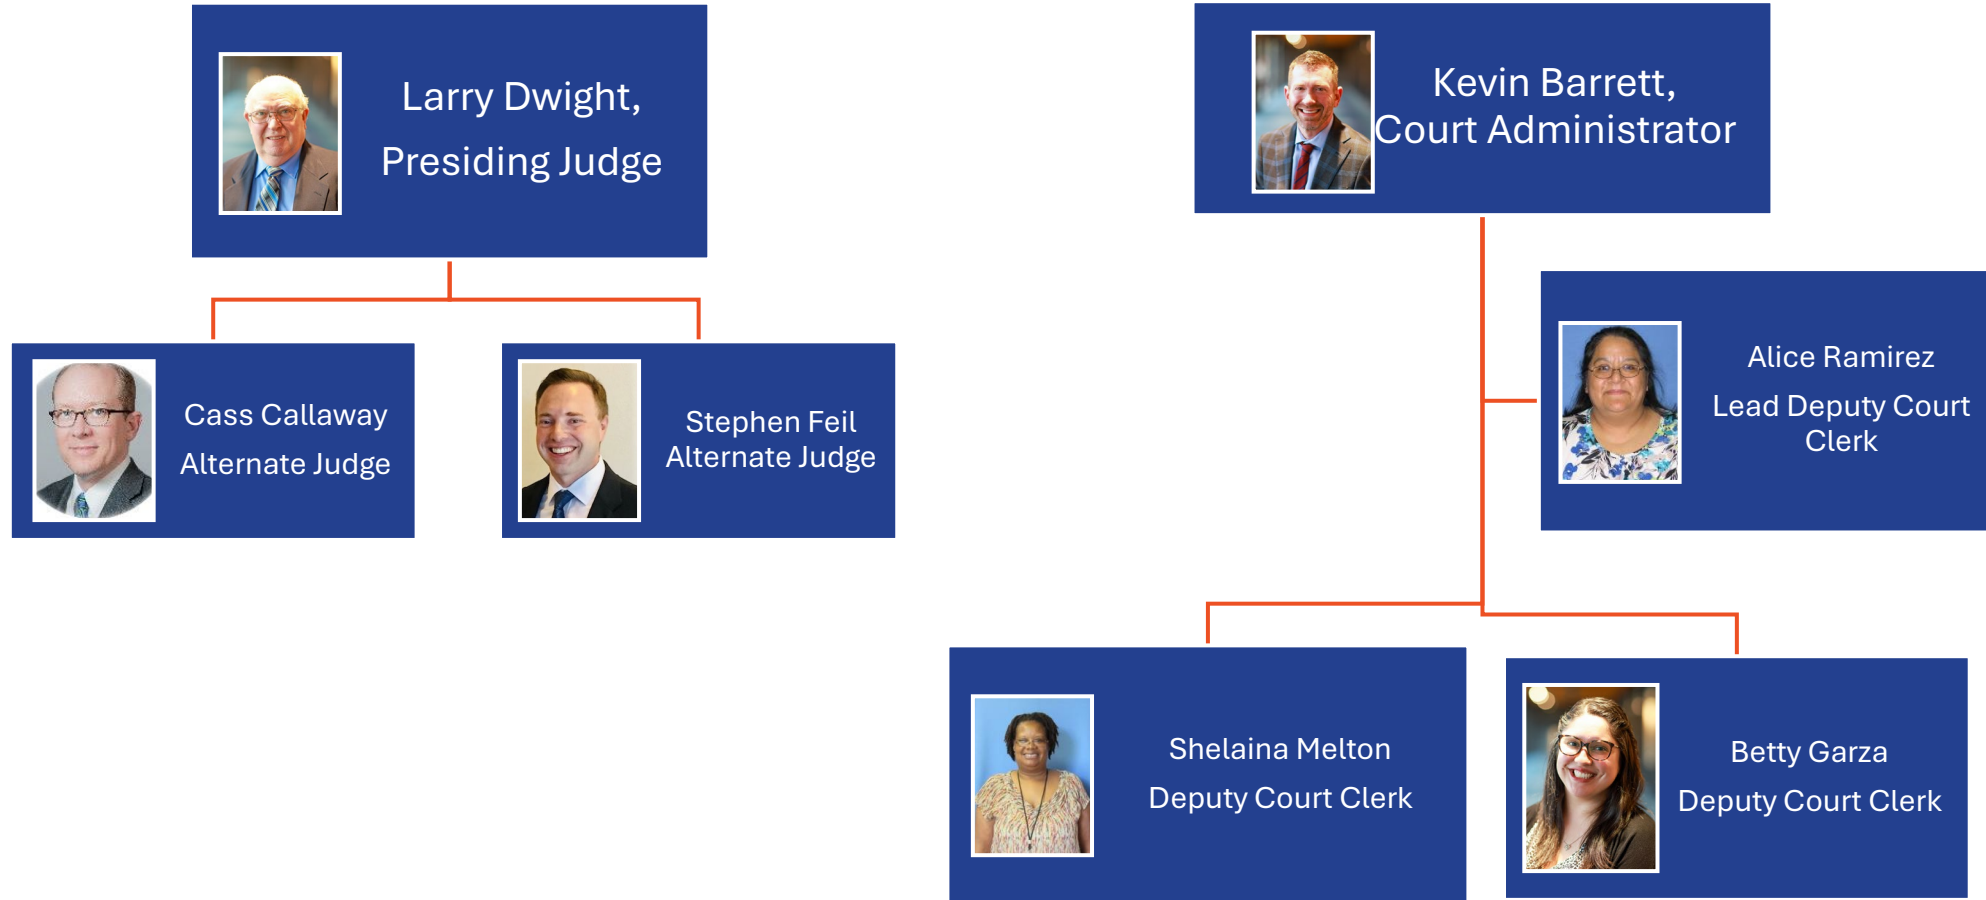 Larry Dwight,
Presiding Judge
Kevin Barrett,
Court Administrator
Cass Callaway
Alternate Judge
Stephen Feil
Alternate Judge
Alice Ramirez
Lead Deputy Court
Clerk
Shelaina Melton
Deputy Court Clerk
Betty Garza
Deputy Court Clerk